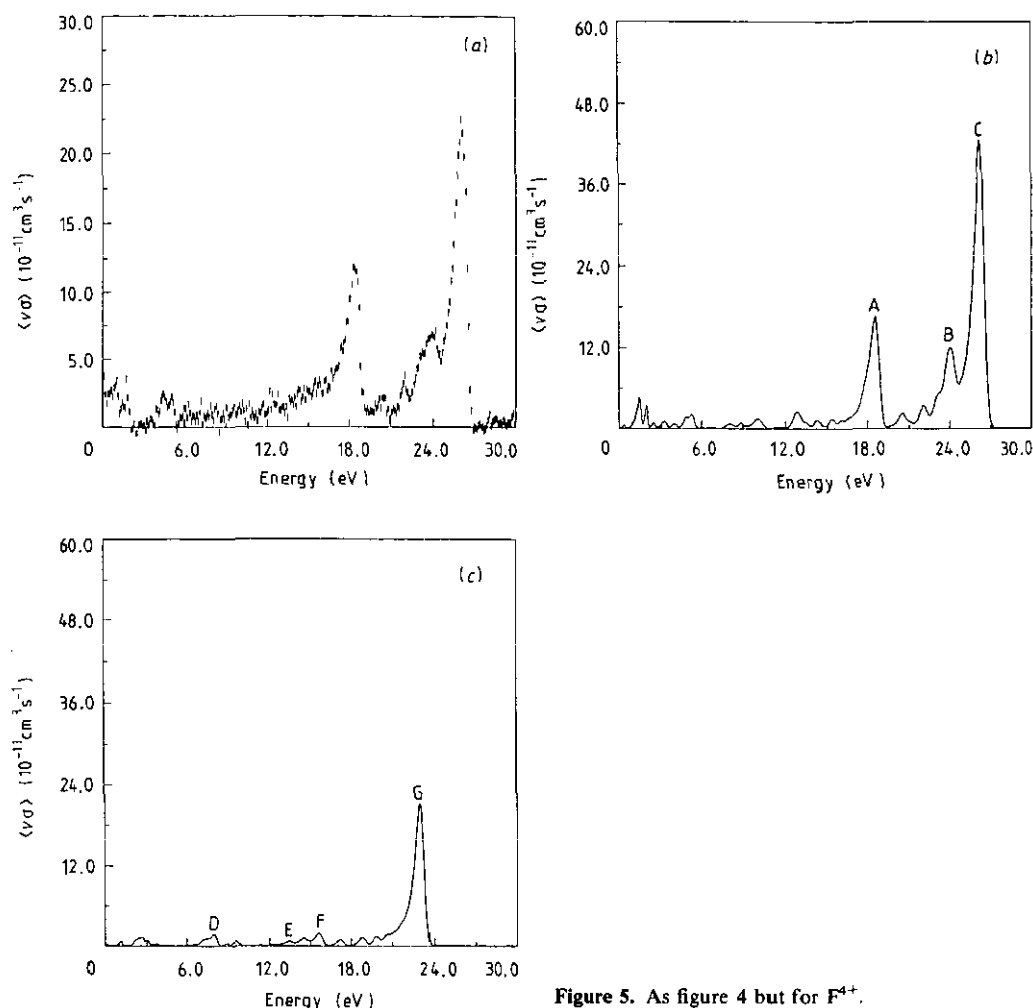 (a)
30.0
25.0
20.0
15.0
10.0
5.0
⟨vσ⟩ (10⁻¹¹cm³s⁻¹)
0 6.0 12.0 18.0 24.0 30.0
Energy (eV)
(b)
60.0
48.0
36.0
24.0
12.0
⟨vσ⟩ (10⁻¹¹cm³s⁻¹)
A B C
0 6.0 12.0 18.0 24.0 30.0
Energy (eV)
(c)
60.0
48.0
36.0
24.0
12.0
⟨vσ⟩ (10⁻¹¹cm³s⁻¹)
D E F G
0 6.0 12.0 18.0 24.0 30.0
Energy (eV)
Figure 5. As figure 4 but for F⁴⁺.